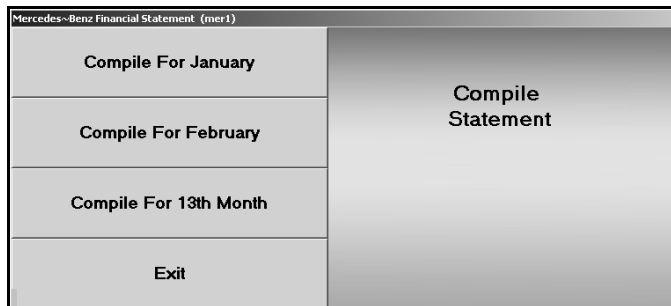 Mercedes~Benz Financial Statement (mer1)
Compile For January
Compile For February
Compile For 13th Month
Exit
Compile
Statement